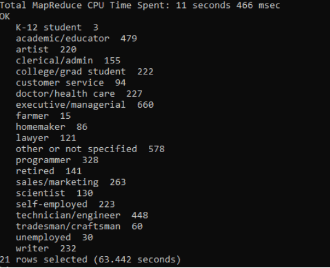 Total MapReduce CPU Time Spent: 11 seconds 466 msec
OK
K-12 student 3
academic/educator 479
artist 220
clerical/admin 155
college/grad student 222
customer service 94
doctor/health care 227
executive/managerial 660
farmer 15
homemaker 86
lawyer 121
other or not specified 578
programmer 328
retired 141
sales/marketing 263
scientist 130
self-employed 223
technician/engineer 448
tradesman/craftsman 60
unemployed 30
writer 232
21 rows selected (63.442 seconds)